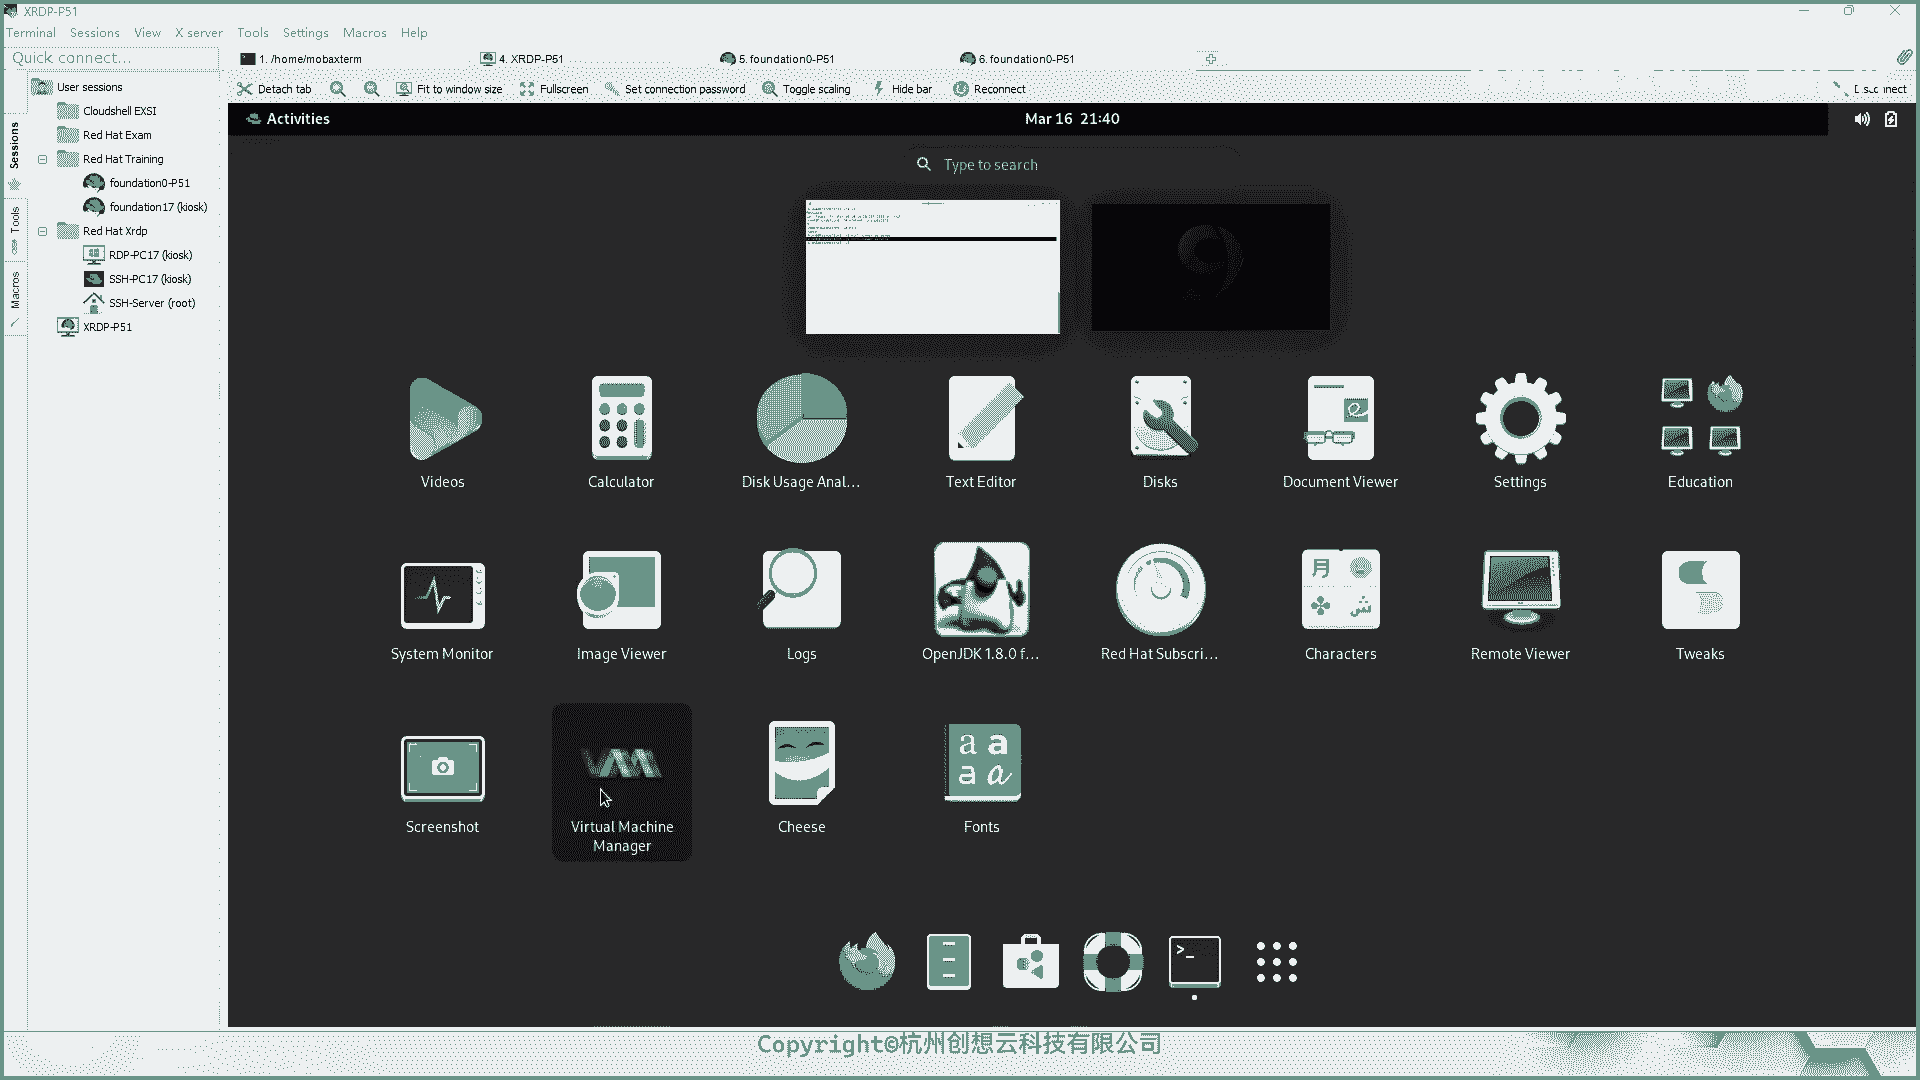 XRDP-P51
Terminal Sessions View X server Tools Settings Macros Help
Quick connect...
1. /home/mobaxterm
4. XRDP-P51
5. foundation0-P51
6. foundation0-P51
Detach tab
Fit to window size
Fullscreen
Set connection password
Toggle scaling
Hide bar
Reconnect
Sessions
Tools
Macros
User sessions
Cloudshell EXSI
Red Hat Exam
Red Hat Training
foundation0-P51
foundation17 (kiosk)
Red Hat Xrdp
RDP-PC17 (kiosk)
SSH-PC17 (kiosk)
SSH-Server (root)
XRDP-P51
Activities
Mar 16 21:40
Type to search
Videos
Calculator
Disk Usage Anal...
Text Editor
Disks
Document Viewer
Settings
Education
System Monitor
Image Viewer
Logs
OpenJDK 1.8.0 f...
Red Hat Subscri...
Characters
Remote Viewer
Tweaks
Screenshot
Virtual Machine
Manager
Cheese
Fonts
Copyright©杭州创想云科技有限公司